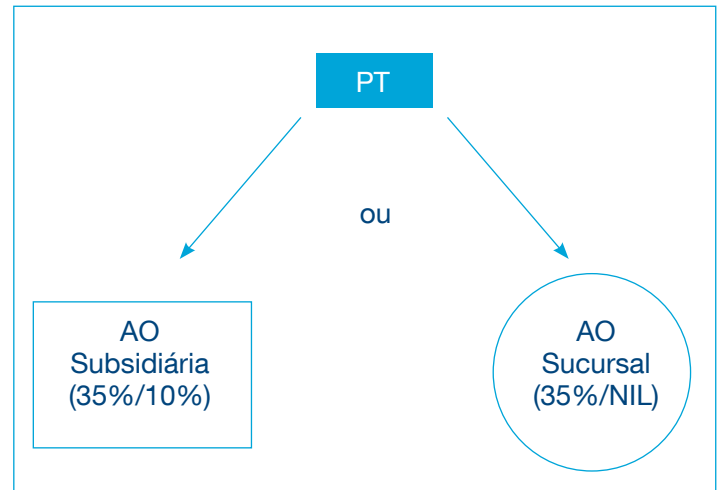 PT
ou
AO
Subsidiária
(35%/10%)
AO
Sucursal
(35%/NIL)